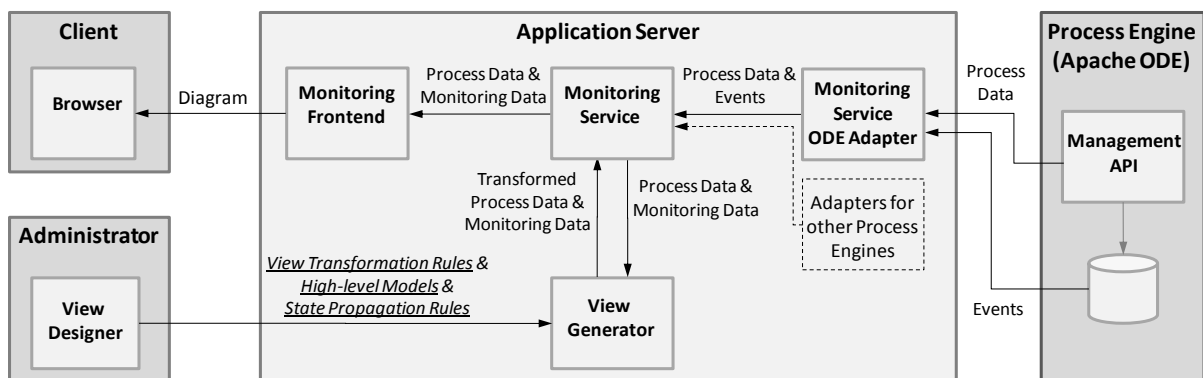 Client
Browser
Diagram
Application Server
Monitoring
Frontend
Process Data &
Monitoring Data
Monitoring
Service
Process Data &
Events
Monitoring
Service
ODE Adapter
Process
Data
Process Engine
(Apache ODE)
Management
API
Events
Transformed
Process Data &
Monitoring Data
Process Data &
Monitoring Data
Adapters for
other Process
Engines
Administrator
View
Designer
View Transformation Rules &
High-level Models &
State Propagation Rules
View
Generator